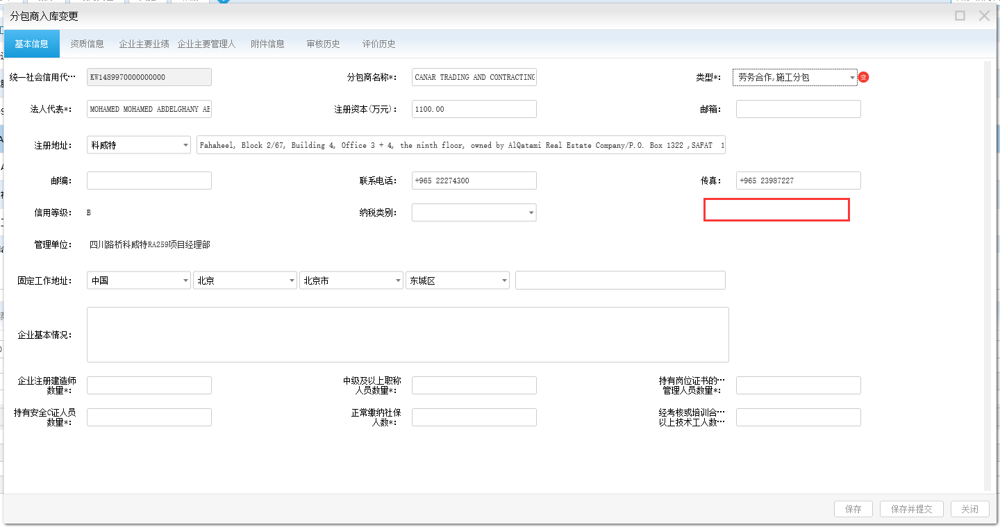 分包商入库变更
基本信息 资质信息 企业主要业绩 企业主要管理人 附件信息 审核历史 评价历史
统一社会信用代… KW1489970000000000 分包商名称*: CANAR TRADING AND CONTRACTING 类型*: 劳务合作,施工分包 变
法人代表*: MOHAMED MOHAMED ABDELGHANY AB 注册资本(万元): 1100.00 邮箱:
注册地址: 科威特 Fahaheel, Block 2/67, Building 4, Office 3 + 4, the ninth floor, owned by AlQatami Real Estate Company/P.O. Box 1322 ,SAFAT 1
邮编: 联系电话: +965 22274300 传真: +965 23987227
信用等级: B 纳税类别:
管理单位: 四川路桥科威特RA259项目经理部
固定工作地址: 中国 北京 北京市 东城区
企业基本情况:
企业注册建造师 中级及以上职称 持有岗位证书的…
数量*: 人员数量*: 管理人员数量*:
持有安全C证人员 正常缴纳社保 经考核或培训合…
数量*: 人数*: 以上技术工人数…
保存 保存并提交 关闭